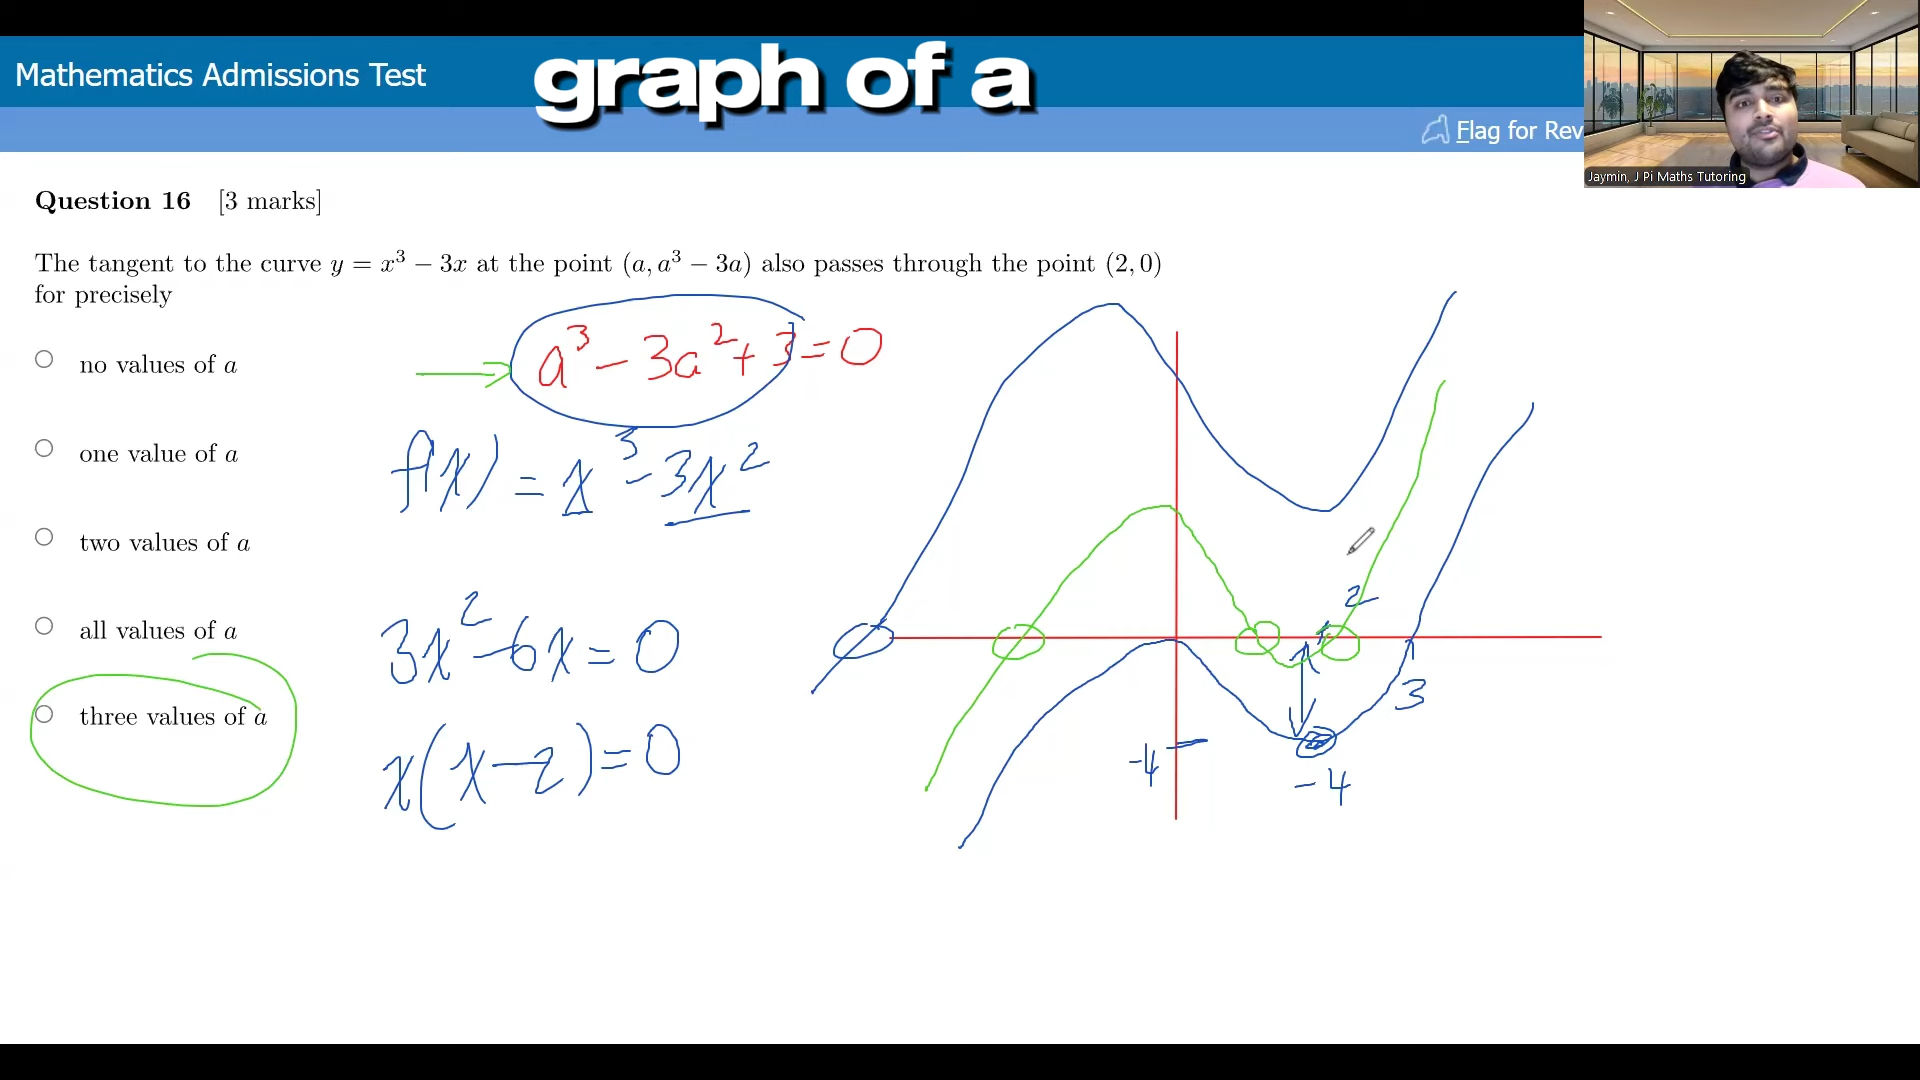 Mathematics Admissions Test
graph of a
Flag for Rev
Jaymin, J Pi Maths Tutoring
Question 16 [3 marks]
The tangent to the curve y = x³ − 3x at the point (a, a³ − 3a) also passes through the point (2, 0)
for precisely
no values of a
one value of a
two values of a
all values of a
three values of a
a³ − 3a² + 3 = 0
f(x) = x³ − 3x²
3x² − 6x = 0
x(x − 2) = 0
2
3
-4
-4